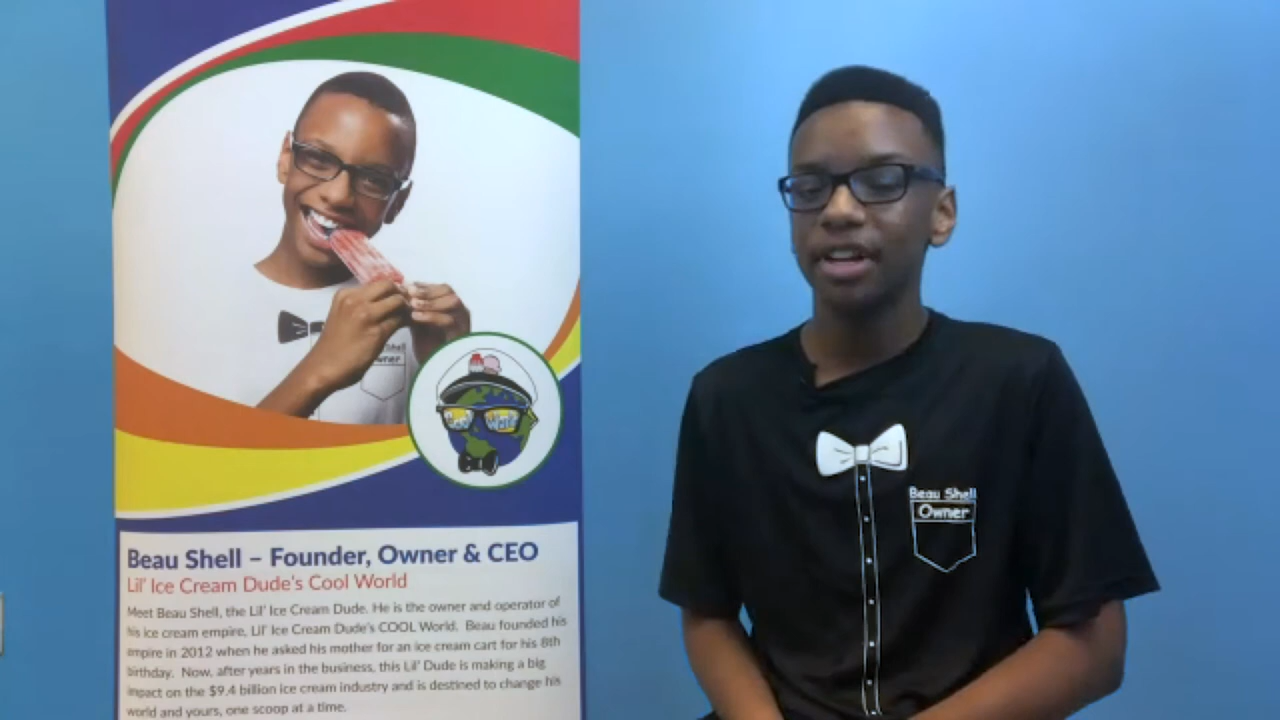 Beau Shell
Owner
Beau Shell – Founder, Owner & CEO
Lil' Ice Cream Dude's Cool World
Meet Beau Shell, the Lil' Ice Cream Dude. He is the owner and operator of
his ice cream empire, Lil' Ice Cream Dude's COOL World. Beau founded his
empire in 2012 when he asked his mother for an ice cream cart for his 8th
birthday. Now, after years in the business, this Lil' Dude is making a big
impact on the $9.4 billion ice cream industry and is destined to change his
world and yours, one scoop at a time.
Beau Shell
Owner